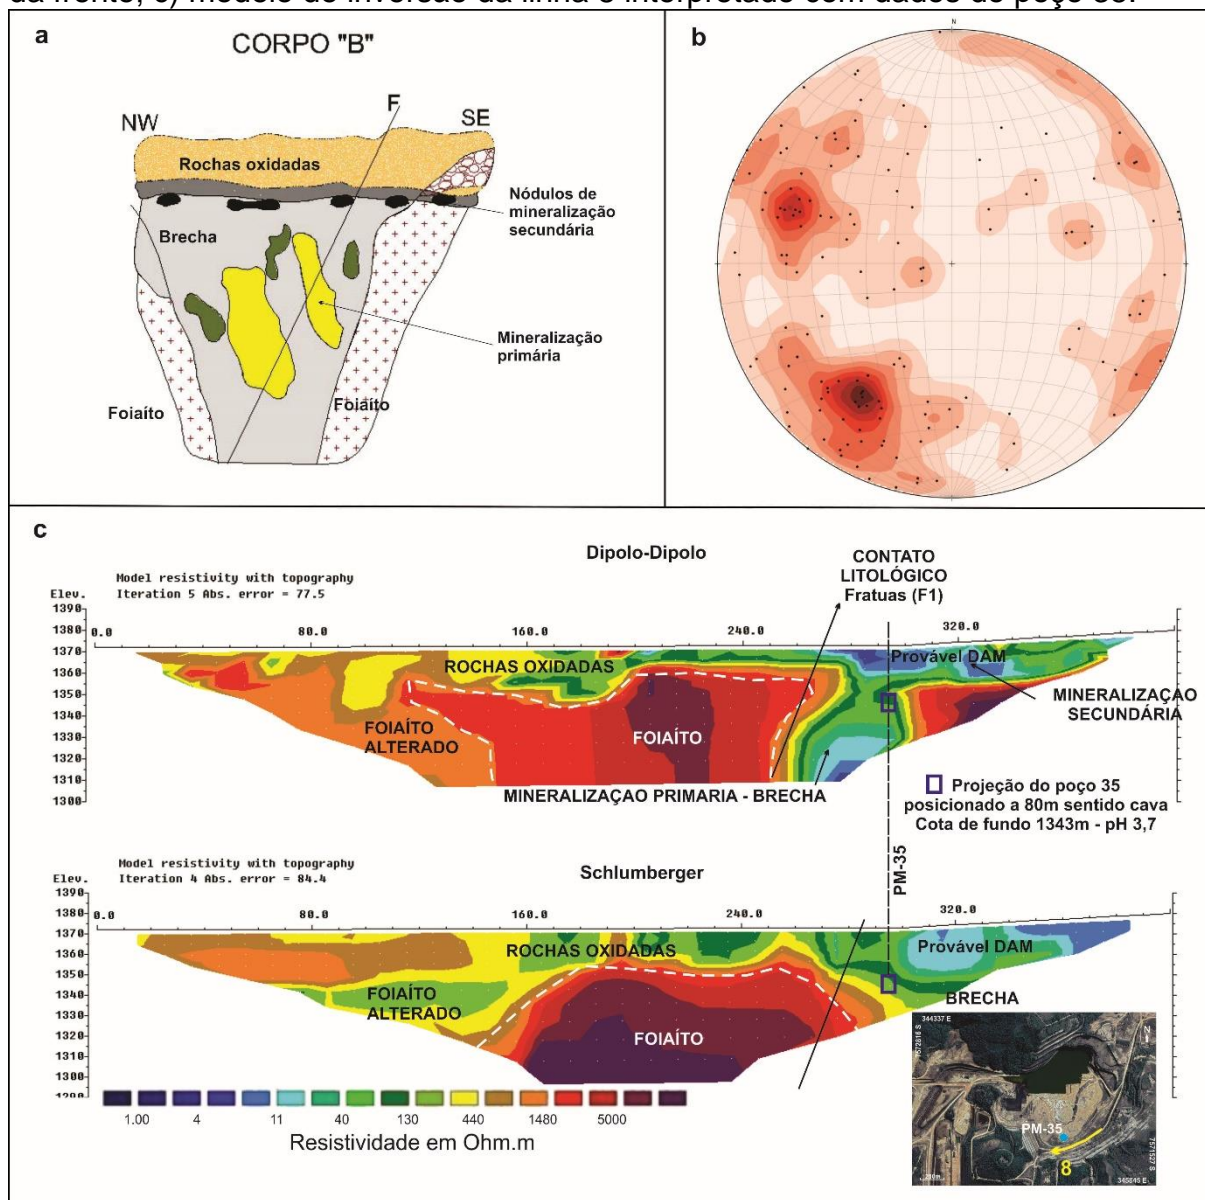 da frente, c) modelo de inversão da linha 8 interpretado com dados do poço 35.
a
CORPO "B"
NW
F
SE
Rochas oxidadas
Nódulos de
mineralização
secundária
Brecha
Mineralização
primária
Foiaíto
Foiaíto
b
N
c
Dipolo-Dipolo
Model resistivity with topography
Iteration 5 Abs. error = 77.5
Elev.
CONTATO
LITOLÓGICO
Fratuas (F1)
1390
1380
1370
1360
1350
1340
1330
1320
1310
1300
0.0 80.0 160.0 240.0 320.0
ROCHAS OXIDADAS
Provável DAM
MINERALIZAÇAO
SECUNDÁRIA
FOIAÍTO
ALTERADO
FOIAÍTO
MINERALIZAÇAO PRIMARIA - BRECHA
Projeção do poço 35
posicionado a 80m sentido cava
Cota de fundo 1343m - pH 3,7
PM-35
Model resistivity with topography
Iteration 4 Abs. error = 84.4
Schlumberger
Elev.
1390
1380
1370
1360
1350
1340
1330
1320
1310
1300
1290
0.0 80.0 160.0 240.0 320.0
ROCHAS OXIDADAS
Provável DAM
FOIAÍTO
ALTERADO
BRECHA
FOIAÍTO
1.00 4 11 40 130 440 1480 5000
Resistividade em Ohm.m
344337 E
7572816 S
N
PM-35
8
7571527 S